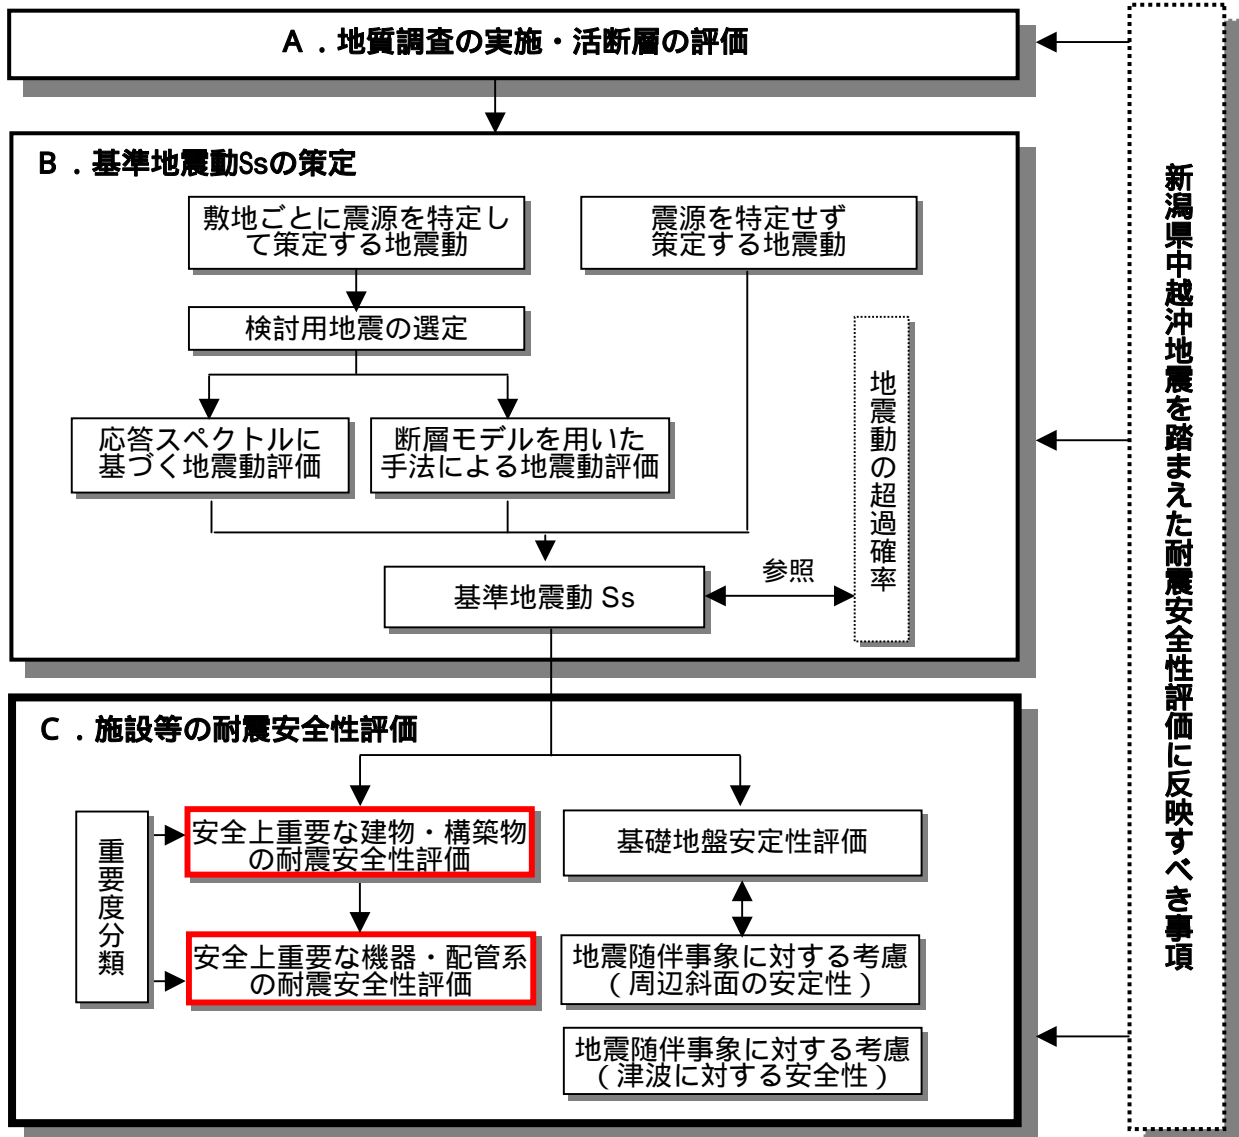 A．地質調査の実施・活断層の評価
B．基準地震動Ssの策定
敷地ごとに震源を特定し
て策定する地震動
震源を特定せず
策定する地震動
検討用地震の選定
応答スペクトルに
基づく地震動評価
断層モデルを用いた
手法による地震動評価
地震動の超過確率
参照
基準地震動 Ss
C．施設等の耐震安全性評価
重要度分類
安全上重要な建物・構築物
の耐震安全性評価
基礎地盤安定性評価
安全上重要な機器・配管系
の耐震安全性評価
地震随伴事象に対する考慮
（周辺斜面の安定性）
地震随伴事象に対する考慮
（津波に対する安全性）
新潟県中越沖地震を踏まえた耐震安全性評価に反映すべき事項